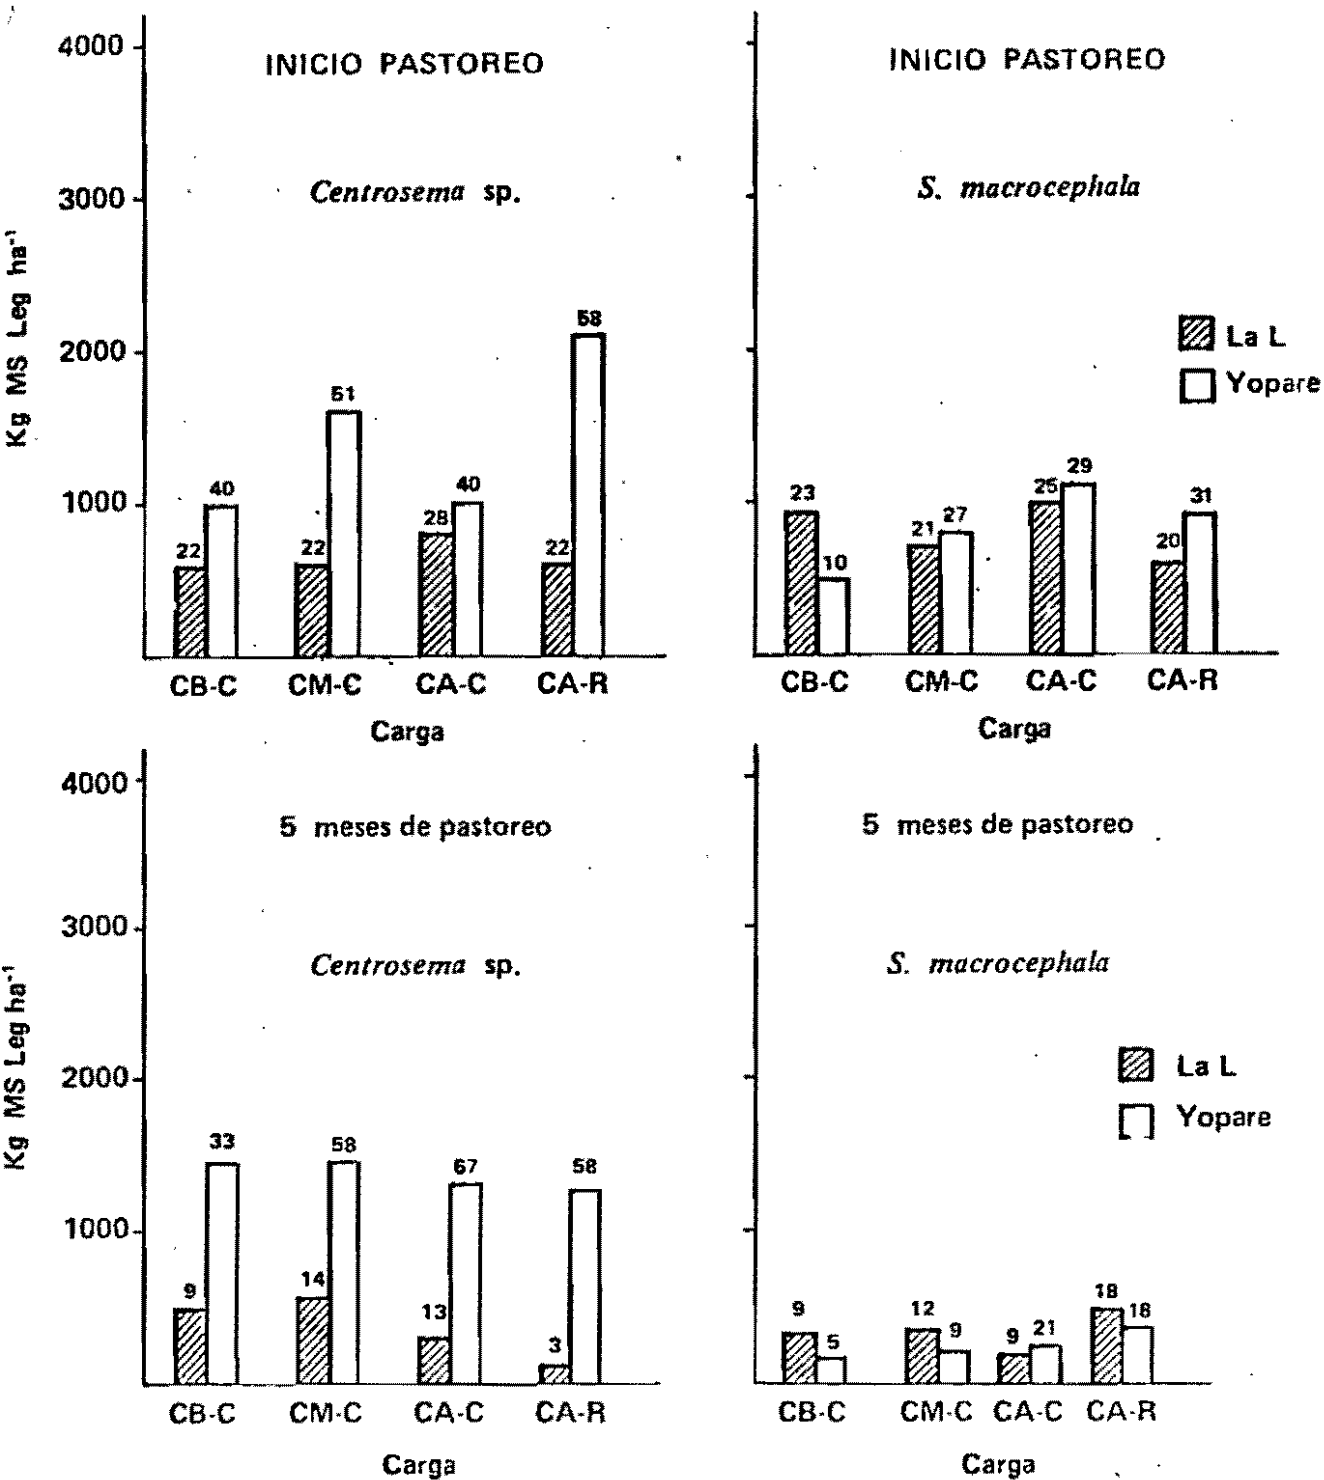 INICIO PASTOREO
Centrosema sp.
Kg MS Leg ha⁻¹
4000
3000
2000
1000
22 40
22 51
28 40
22 58
CB-C CM-C CA-C CA-R
Carga
INICIO PASTOREO
S. macrocephala
La L
Yopare
23 10
21 27
25 29
20 31
CB-C CM-C CA-C CA-R
Carga
5 meses de pastoreo
Centrosema sp.
Kg MS Leg ha⁻¹
4000
3000
2000
1000
9 33
14 58
13 67
3 58
CB-C CM-C CA-C CA-R
Carga
5 meses de pastoreo
S. macrocephala
La L
Yopare
9 5
12 9
9 21
18 18
CB-C CM-C CA-C CA-R
Carga